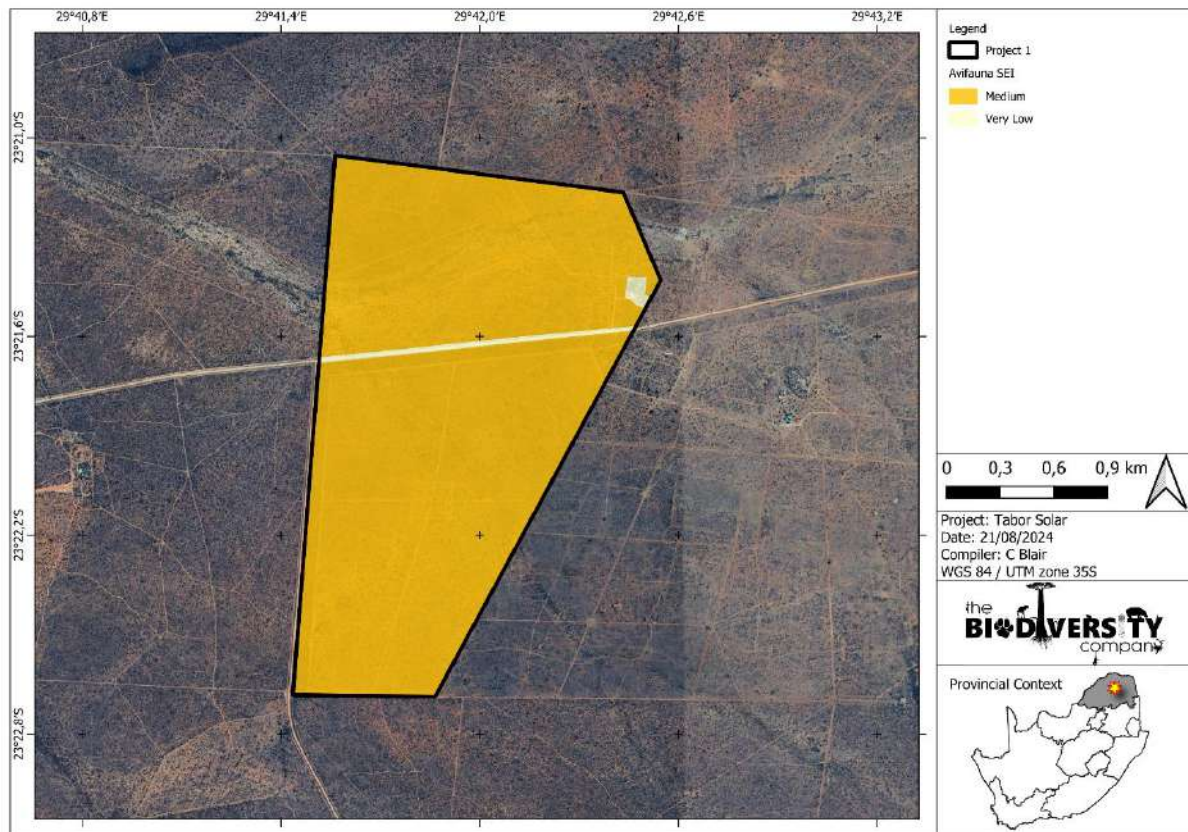 29°40,8'E 29°41,4'E 29°42,0'E 29°42,6'E 29°43,2'E
23°21,0'S
23°21,6'S
23°22,2'S
23°22,8'S
Legend
Project 1
Avifauna SEI
Medium
Very Low
0 0,3 0,6 0,9 km
Project: Tabor Solar
Date: 21/08/2024
Compiler: C Blair
WGS 84 / UTM zone 35S
the
BIODIVERSITY
company
Provincial Context